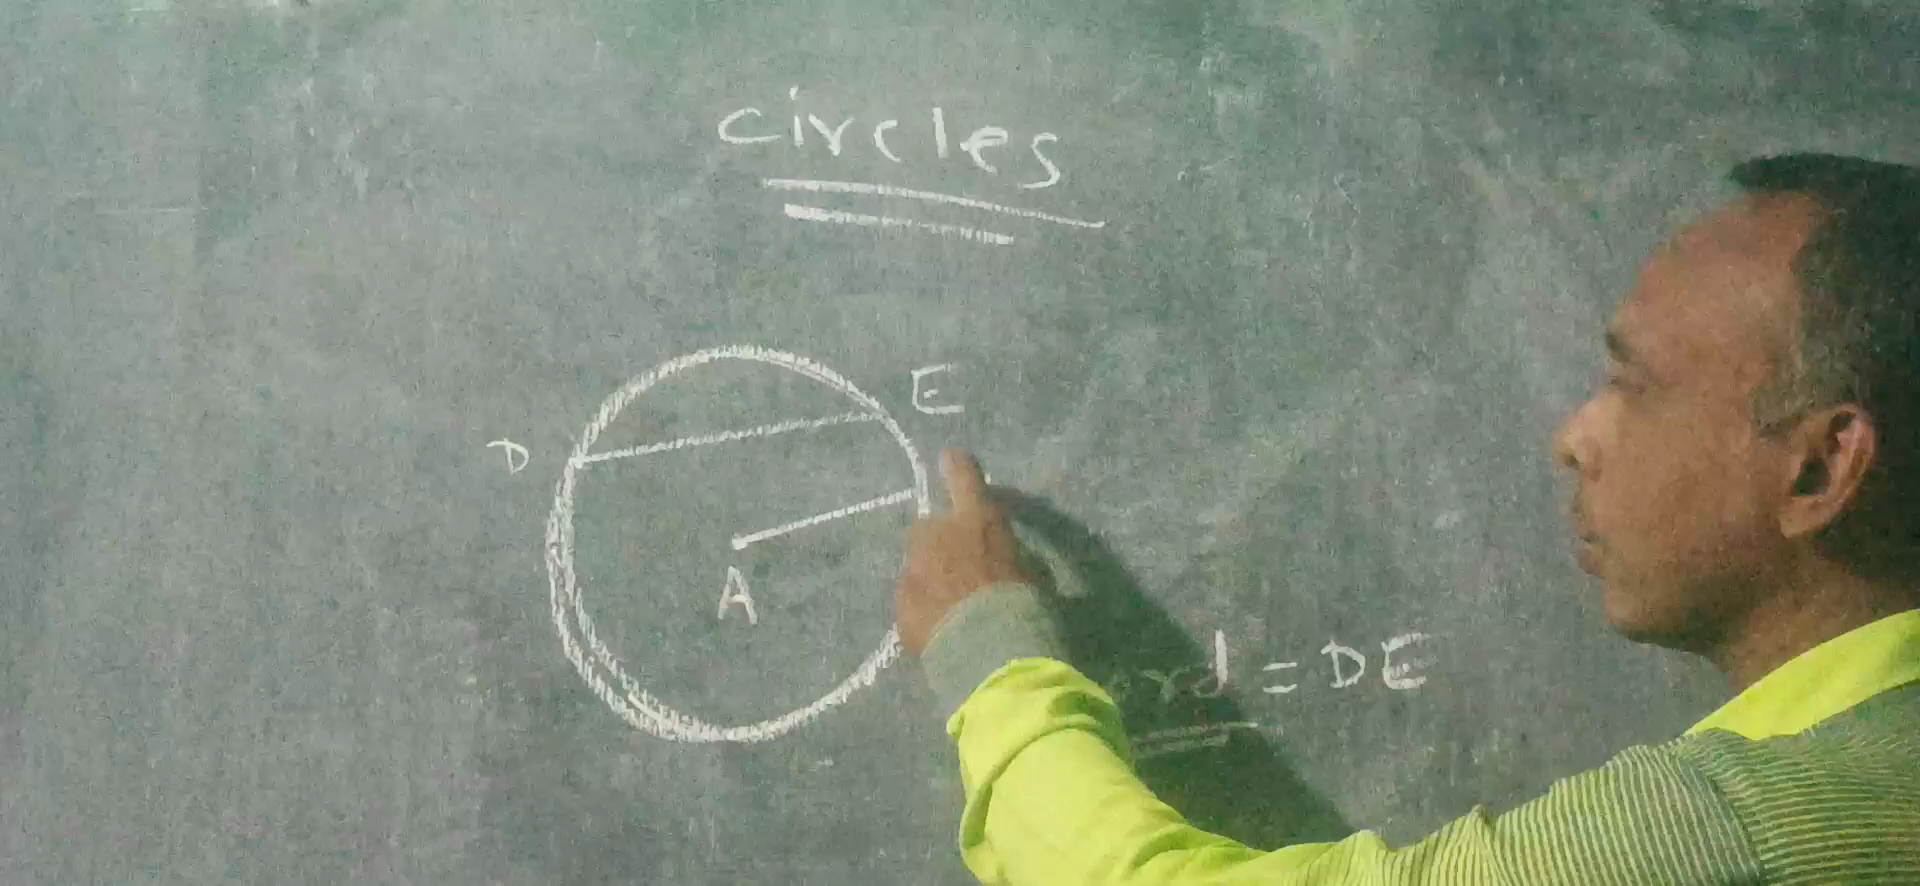 circles
E
D
A
= DE